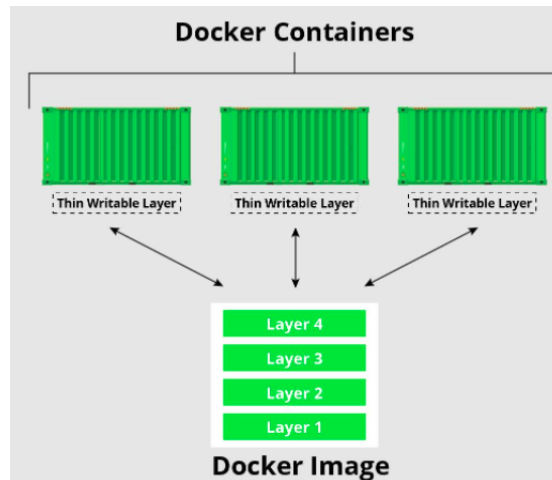 Docker Containers
Thin Writable Layer
Thin Writable Layer
Thin Writable Layer
Layer 4
Layer 3
Layer 2
Layer 1
Docker Image